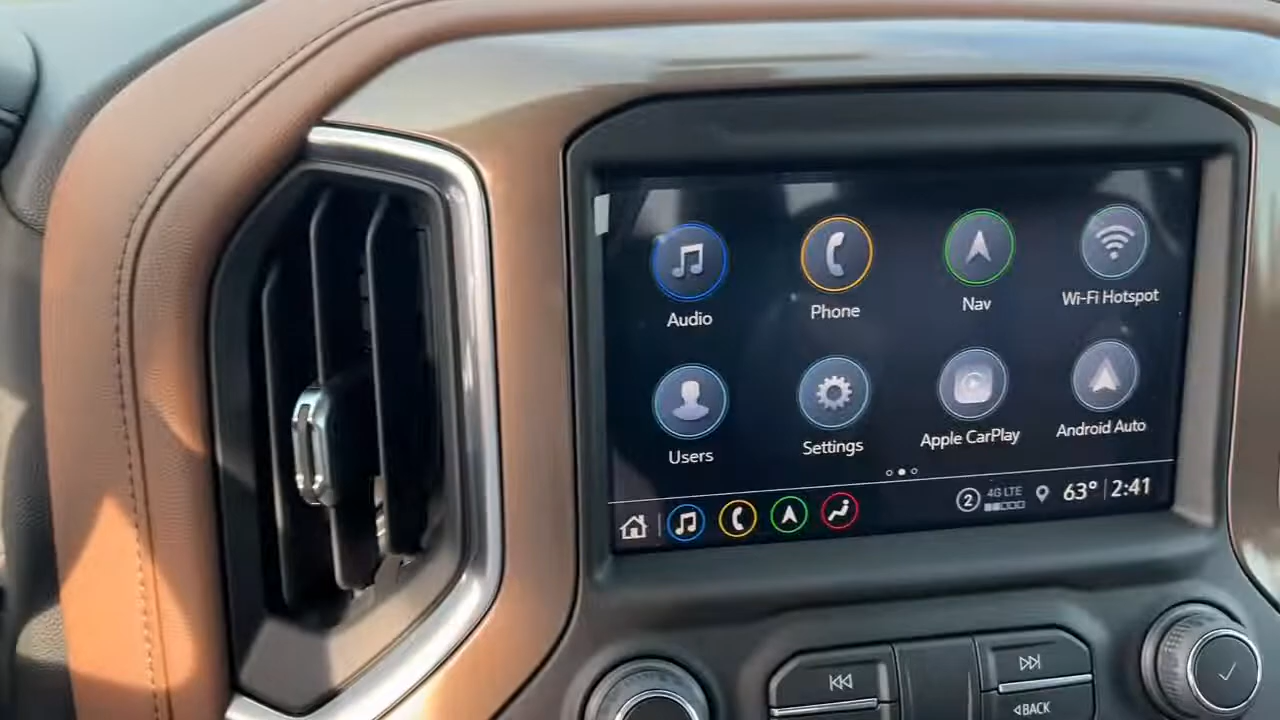 Audio
Phone
Nav
Wi-Fi Hotspot
Users
Settings
Apple CarPlay
Android Auto
2 4G LTE 63° 2:41
BACK